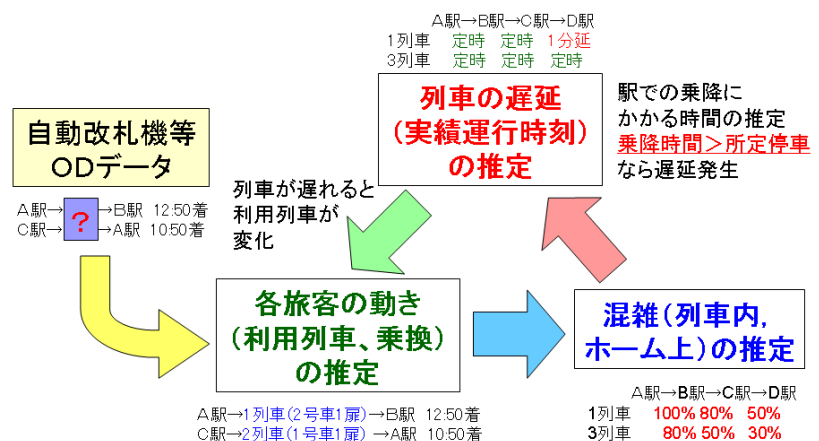 A駅→B駅→C駅→D駅
1列車 定時 定時 1分延
3列車 定時 定時 定時
列車の遅延
(実績運行時刻)
の推定
駅での乗降に
かかる時間の推定
乗降時間>所定停車
なら遅延発生
自動改札機等
ODデータ
A駅→?→B駅 12:50着
C駅→?→A駅 10:50着
列車が遅れると
利用列車が
変化
各旅客の動き
(利用列車、乗換)
の推定
A駅→1列車(2号車1扉)→B駅 12:50着
C駅→2列車(1号車1扉)→A駅 10:50着
混雑(列車内,
ホーム上)の推定
A駅→B駅→C駅→D駅
1列車 100% 80% 50%
3列車 80% 50% 30%